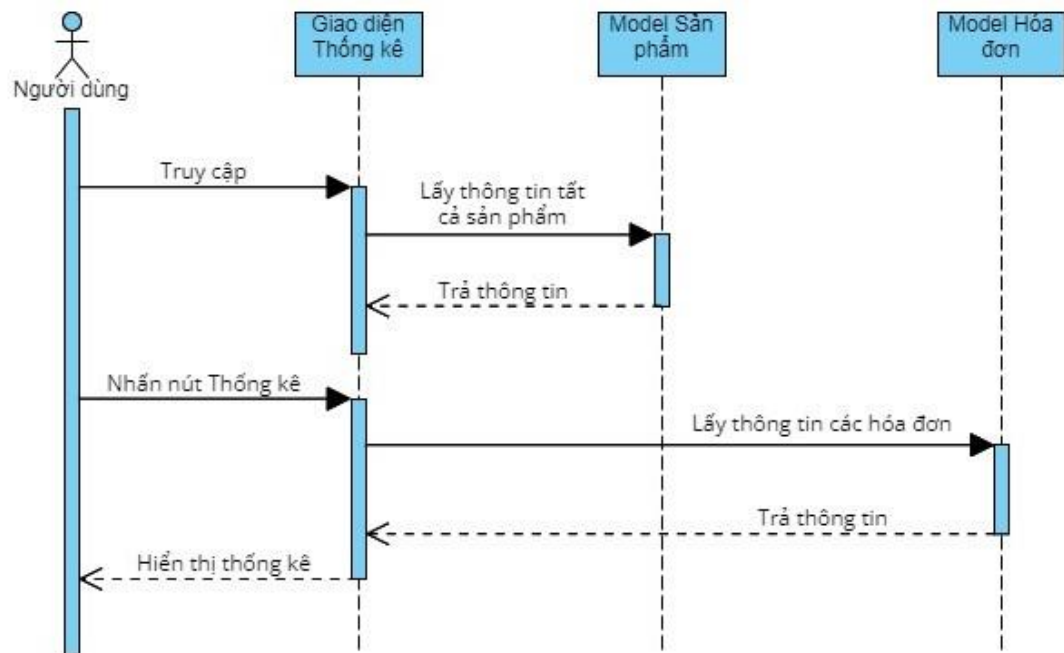 Giao diện
Thống kê
Model Sản
phẩm
Model Hóa
đơn
Người dùng
Truy cập
Lấy thông tin tất
cả sản phẩm
Trả thông tin
Nhấn nút Thống kê
Lấy thông tin các hóa đơn
Trả thông tin
Hiển thị thống kê